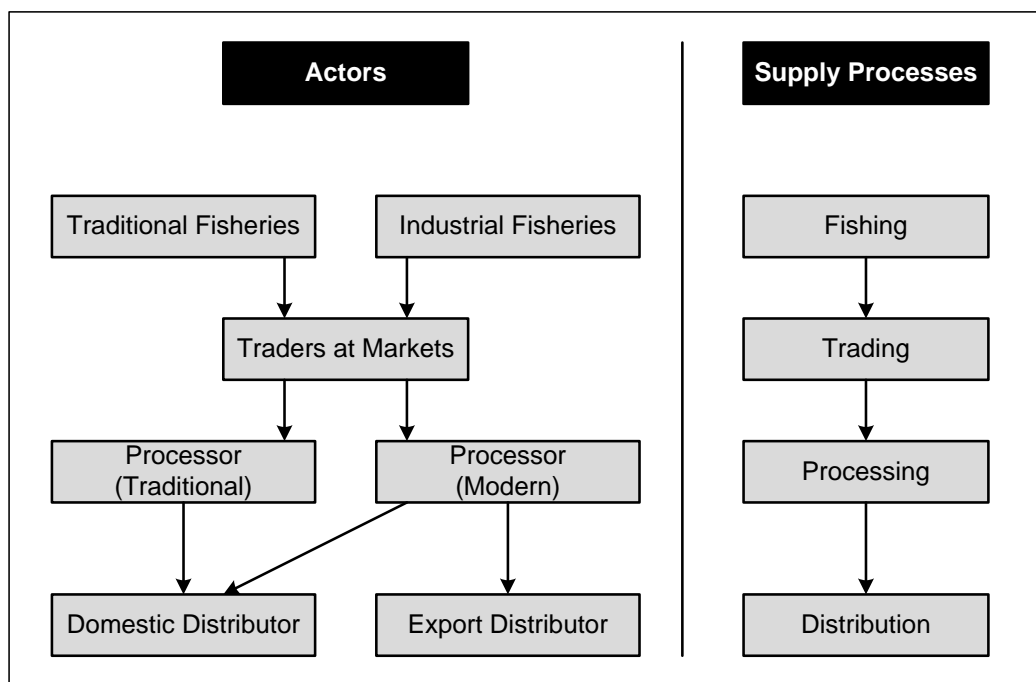 Actors
Supply Processes
Traditional Fisheries
Industrial Fisheries
Fishing
Traders at Markets
Trading
Processor
(Traditional)
Processor
(Modern)
Processing
Domestic Distributor
Export Distributor
Distribution